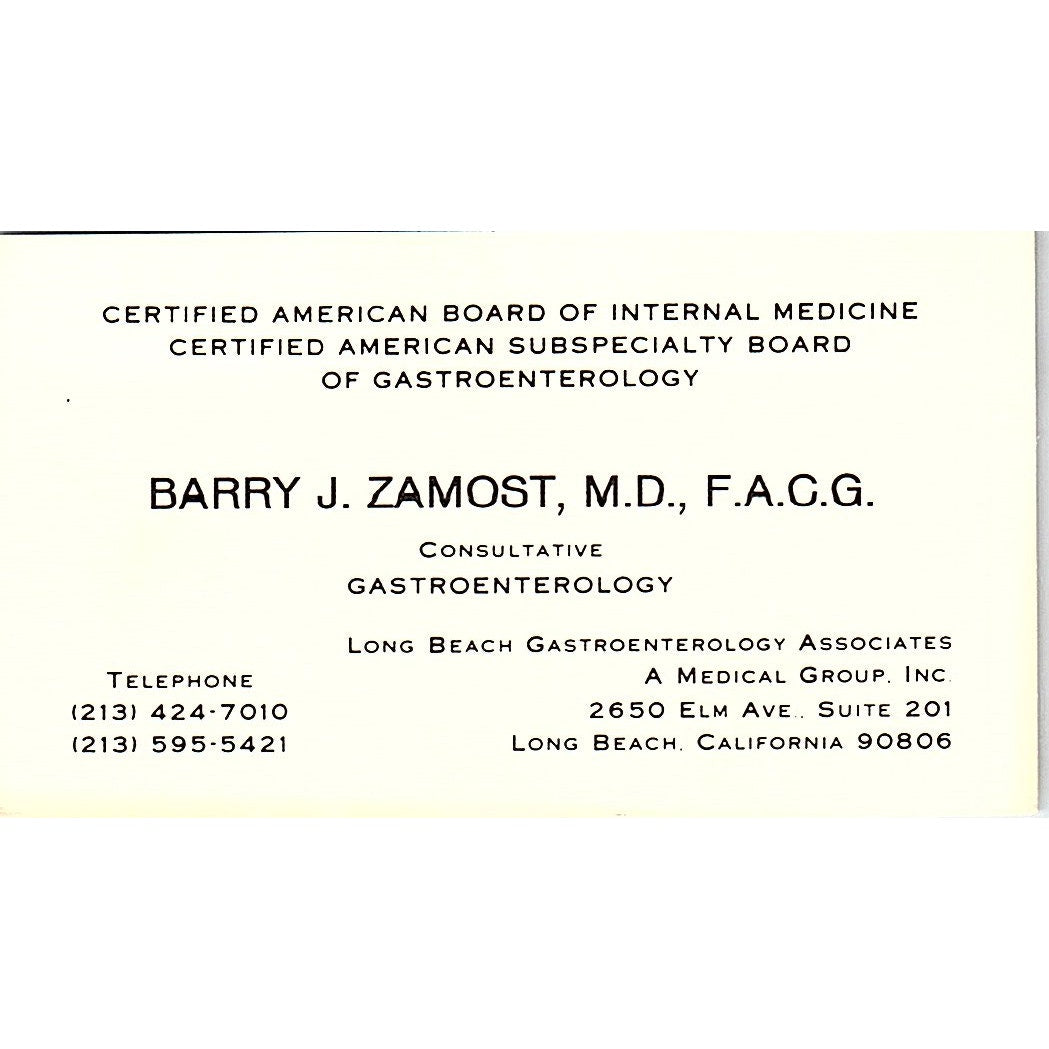 CERTIFIED AMERICAN BOARD OF INTERNAL MEDICINE
CERTIFIED AMERICAN SUBSPECIALTY BOARD
OF GASTROENTEROLOGY
BARRY J. ZAMOST, M.D., F.A.C.G.
CONSULTATIVE
GASTROENTEROLOGY
LONG BEACH GASTROENTEROLOGY ASSOCIATES
A MEDICAL GROUP, INC.
2650 ELM AVE., SUITE 201
LONG BEACH, CALIFORNIA 90806
TELEPHONE
(213) 424-7010
(213) 595-5421